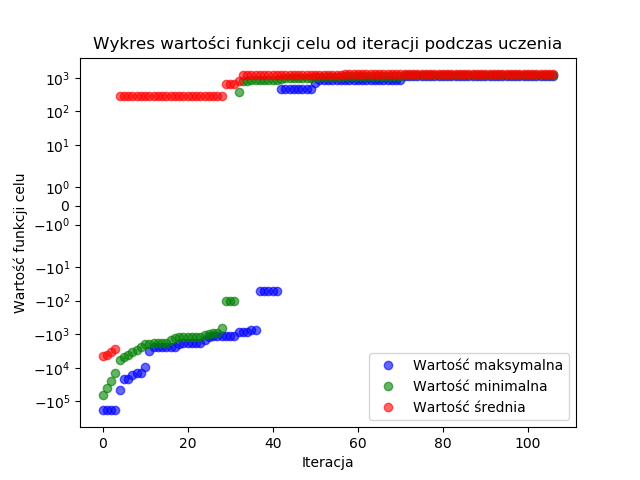 Wykres wartości funkcji celu od iteracji podczas uczenia
Wartość funkcji celu
10³
10²
10¹
10⁰
0
−10⁰
−10¹
−10²
−10³
−10⁴
−10⁵
0 20 40 60 80 100
Iteracja
Wartość maksymalna
Wartość minimalna
Wartość średnia